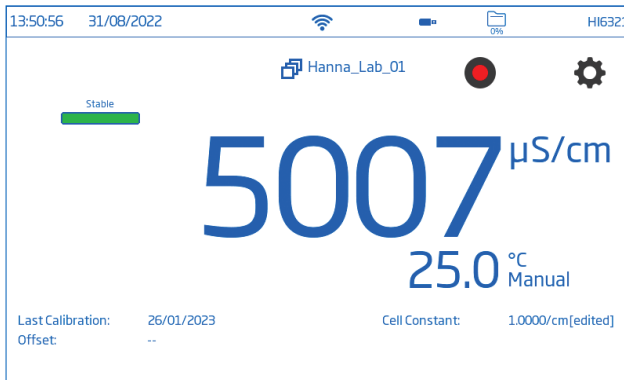 13:50:56 31/08/2022 0% HI6321
Hanna_Lab_01
Stable
5007 µS/cm
25.0 °C
Manual
Last Calibration: 26/01/2023 Cell Constant: 1.0000/cm[edited]
Offset: --